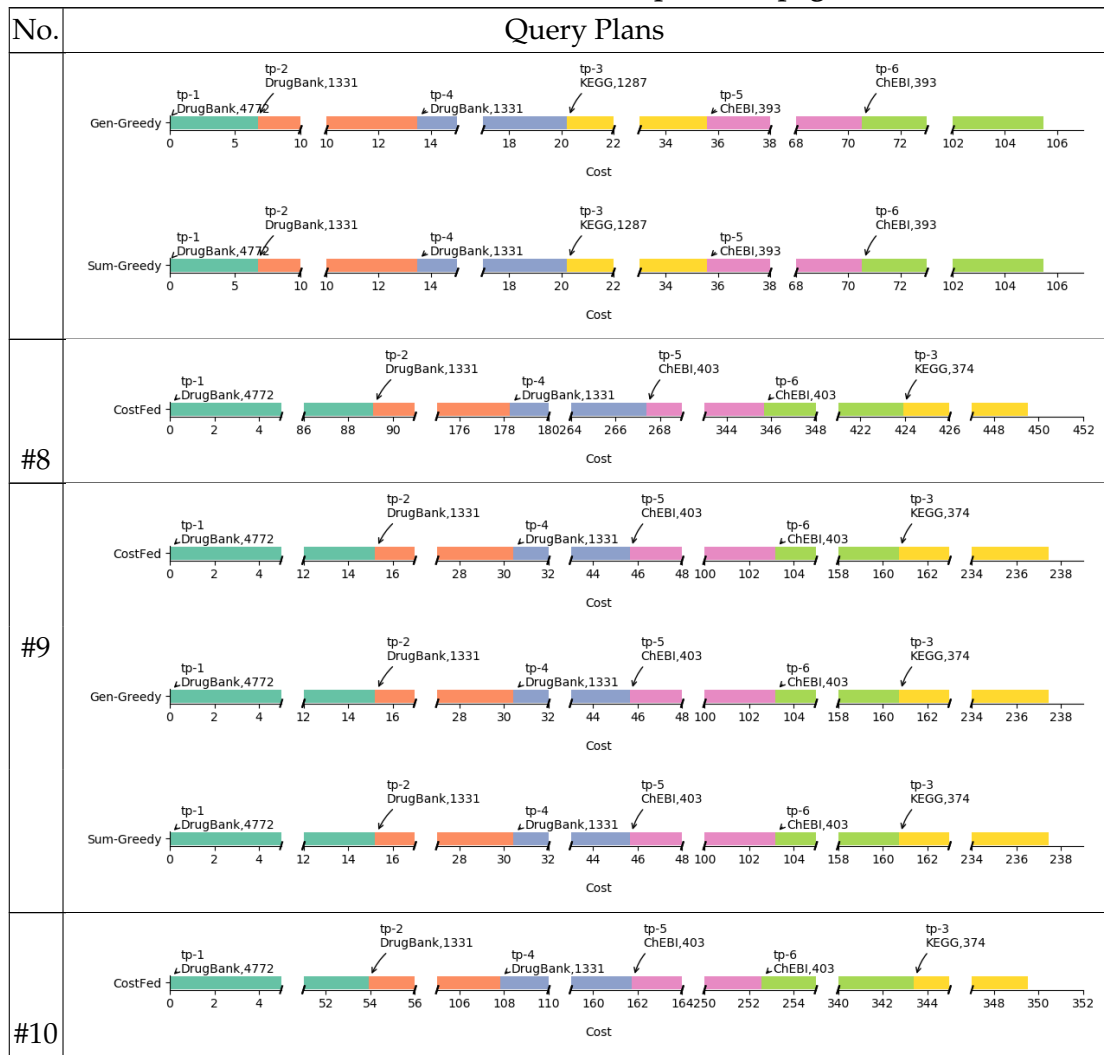 No. Query Plans
tp-2 tp-3 tp-6
DrugBank,1331 KEGG,1287 ChEBI,393
tp-1 tp-4 tp-5
DrugBank,4772 DrugBank,1331 ChEBI,393
Gen-Greedy
0 5 10 10 12 14 18 20 22 34 36 38 68 70 72 102 104 106
Cost
tp-2 tp-3 tp-6
DrugBank,1331 KEGG,1287 ChEBI,393
tp-1 tp-4 tp-5
DrugBank,4772 DrugBank,1331 ChEBI,393
Sum-Greedy
0 5 10 10 12 14 18 20 22 34 36 38 68 70 72 102 104 106
Cost
tp-2 tp-5 tp-3
DrugBank,1331 ChEBI,403 KEGG,374
tp-1 tp-4 tp-6
DrugBank,4772 DrugBank,1331 ChEBI,403
CostFed
0 2 4 86 88 90 176 178 180 264 266 268 344 346 348 422 424 426 448 450 452
Cost
#8
tp-2 tp-5 tp-3
DrugBank,1331 ChEBI,403 KEGG,374
tp-1 tp-4 tp-6
DrugBank,4772 DrugBank,1331 ChEBI,403
CostFed
0 2 4 12 14 16 28 30 32 44 46 48 100 102 104 158 160 162 234 236 238
Cost
#9
tp-2 tp-5 tp-3
DrugBank,1331 ChEBI,403 KEGG,374
tp-1 tp-4 tp-6
DrugBank,4772 DrugBank,1331 ChEBI,403
Gen-Greedy
0 2 4 12 14 16 28 30 32 44 46 48 100 102 104 158 160 162 234 236 238
Cost
tp-2 tp-5 tp-3
DrugBank,1331 ChEBI,403 KEGG,374
tp-1 tp-4 tp-6
DrugBank,4772 DrugBank,1331 ChEBI,403
Sum-Greedy
0 2 4 12 14 16 28 30 32 44 46 48 100 102 104 158 160 162 234 236 238
Cost
tp-2 tp-5 tp-3
DrugBank,1331 ChEBI,403 KEGG,374
tp-1 tp-4 tp-6
DrugBank,4772 DrugBank,1331 ChEBI,403
CostFed
0 2 4 52 54 56 106 108 110 160 162 164 250 252 254 340 342 344 348 350 352
Cost
#10